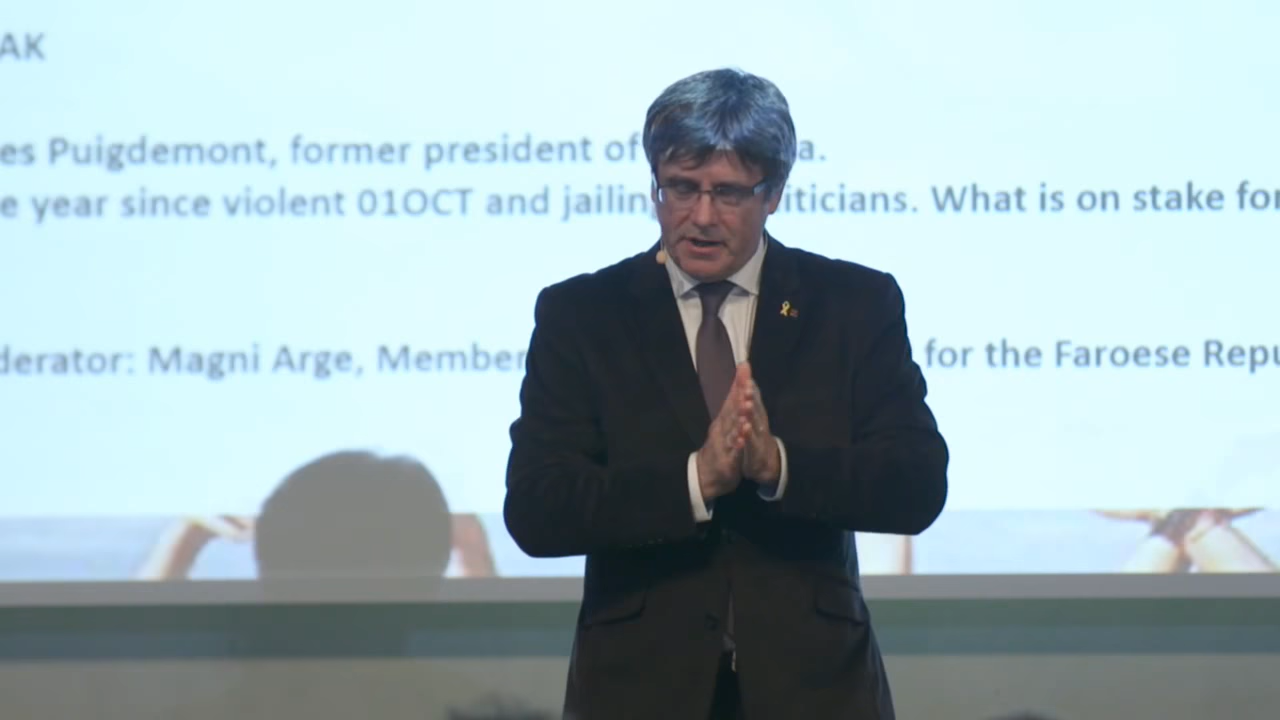 AK
es Puigdemont, former president of a.
e year since violent 01OCT and jailin iticians. What is on stake for
derator: Magni Arge, Member for the Faroese Repu